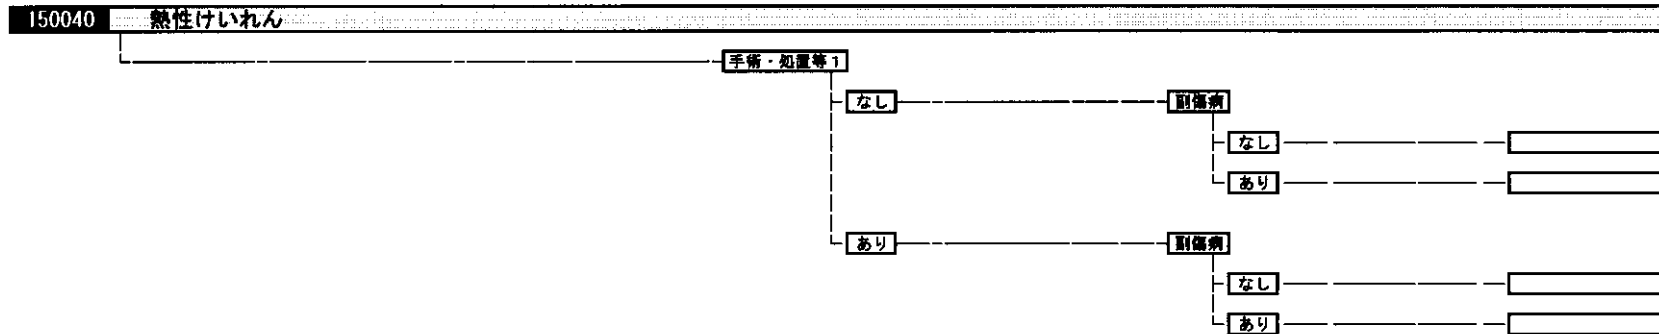 150040 熱性けいれん
手術・処置等1
なし 副傷病
なし
あり
あり 副傷病
なし
あり